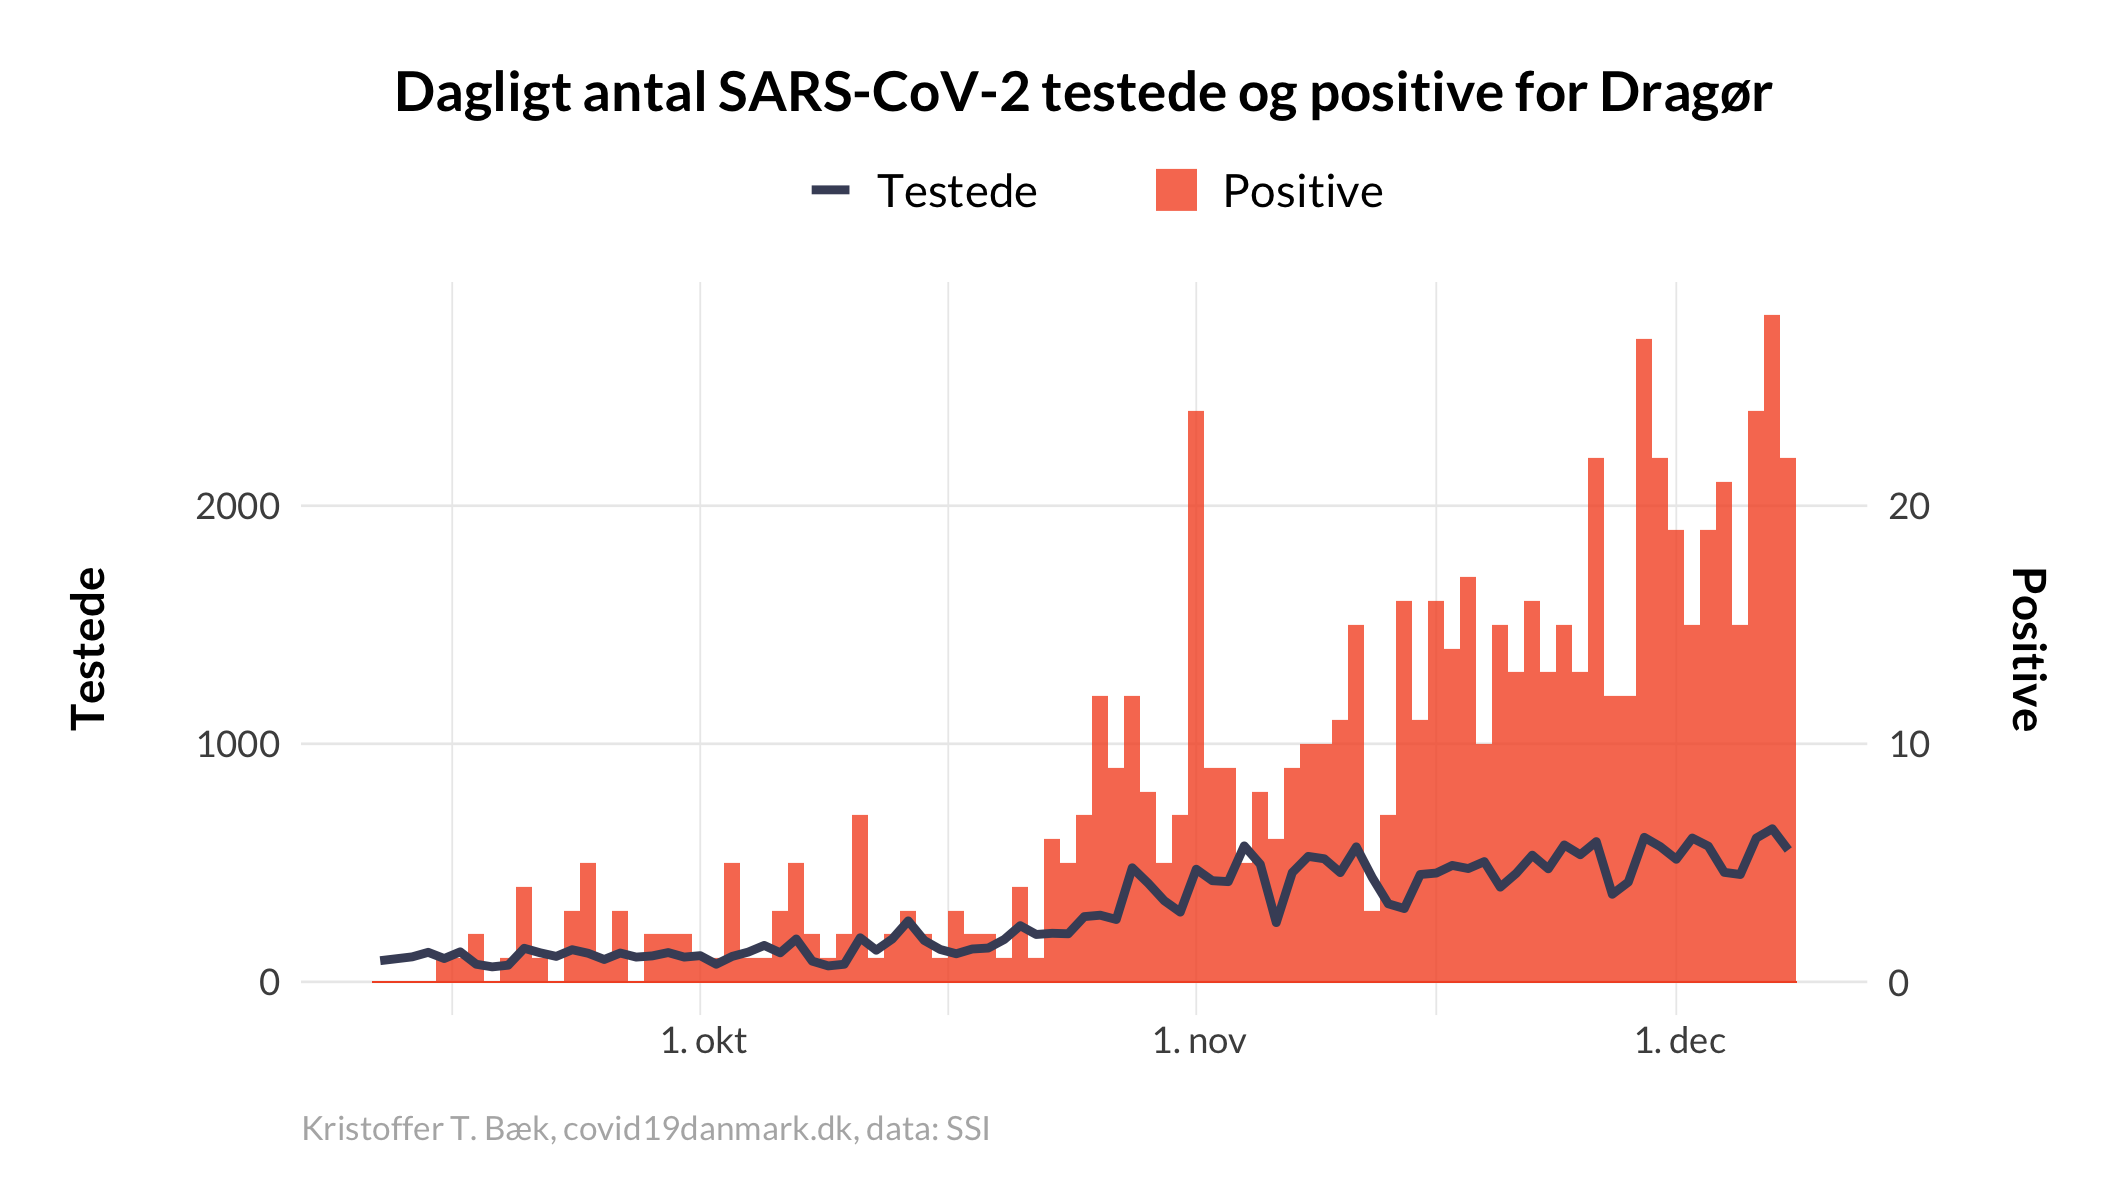 Dagligt antal SARS-CoV-2 testede og positive for Dragør
Testede
Positive
2000
1000
0
Testede
20
10
0
Positive
1. okt
1. nov
1. dec
Kristoffer T. Bæk, covid19danmark.dk, data: SSI